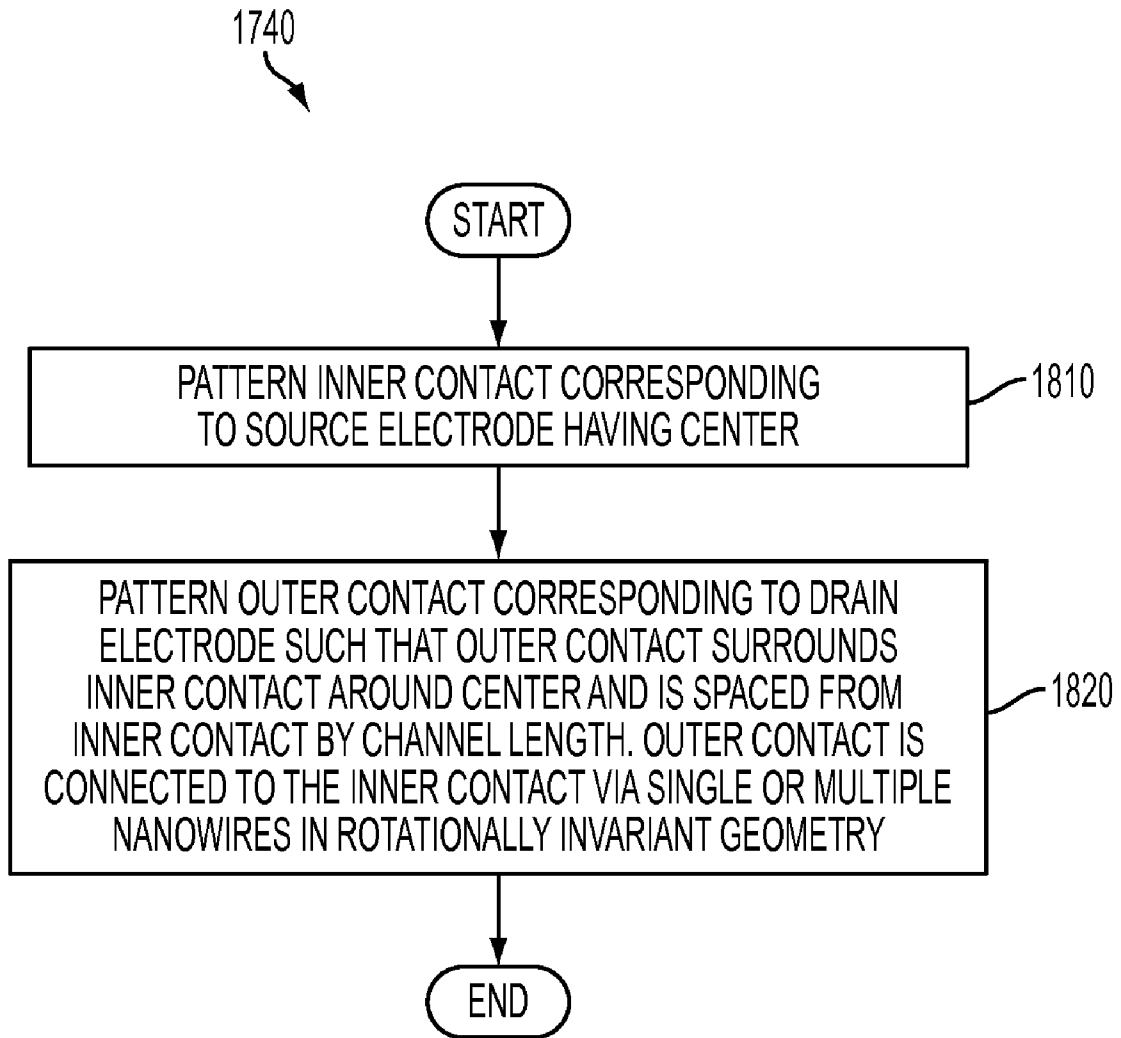 1740
START
PATTERN INNER CONTACT CORRESPONDING
TO SOURCE ELECTRODE HAVING CENTER
1810
PATTERN OUTER CONTACT CORRESPONDING TO DRAIN
ELECTRODE SUCH THAT OUTER CONTACT SURROUNDS
INNER CONTACT AROUND CENTER AND IS SPACED FROM
INNER CONTACT BY CHANNEL LENGTH. OUTER CONTACT IS
CONNECTED TO THE INNER CONTACT VIA SINGLE OR MULTIPLE
NANOWIRES IN ROTATIONALLY INVARIANT GEOMETRY
1820
END